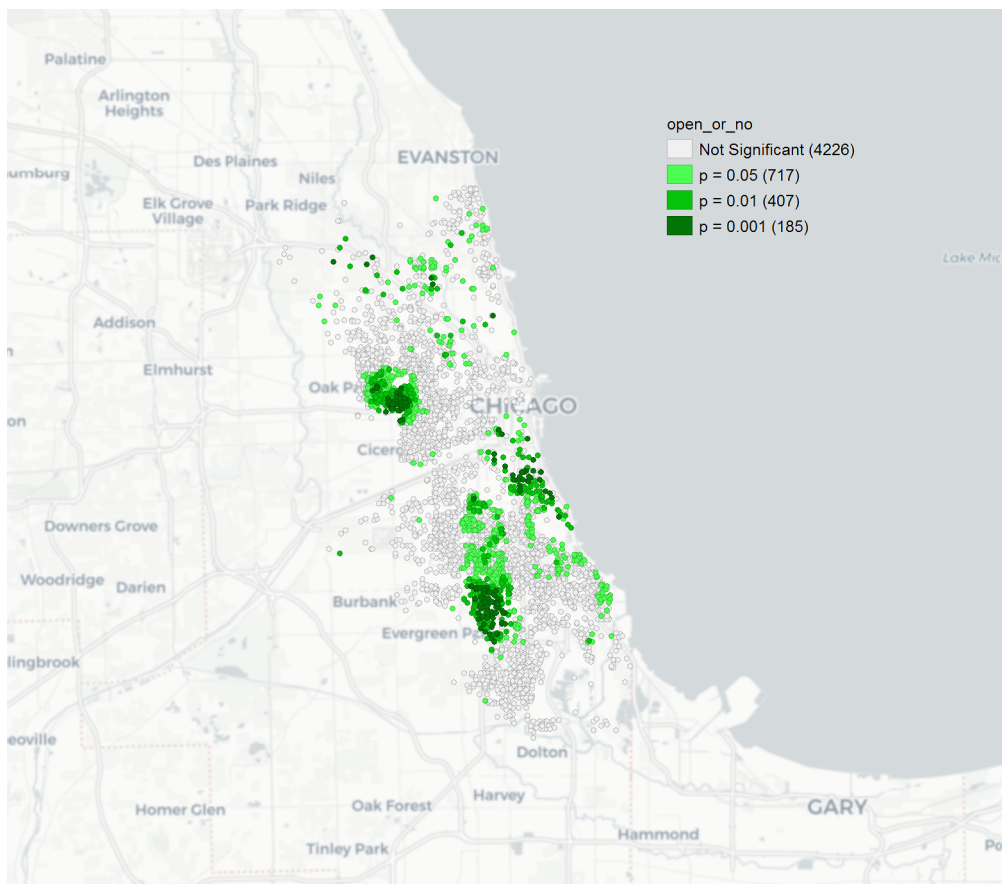 Palatine
Arlington
Heights
EVANSTON
Des Plaines
umburg
Niles
Elk Grove
Village
Park Ridge
open_or_no
Not Significant (4226)
p = 0.05 (717)
p = 0.01 (407)
p = 0.001 (185)
Lake Mic
Addison
n
Elmhurst
Oak Pa
CHICAGO
on
Cicero
Downers Grove
Woodridge
Darien
Burbank
Evergreen Pa
lingbrook
eoville
Dolton
Homer Glen
Oak Forest
Harvey
GARY
Hammond
Tinley Park
Po